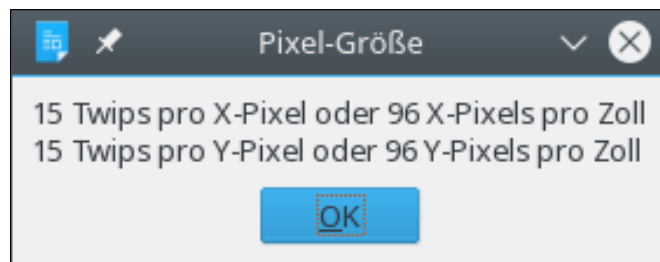 Pixel-Größe
15 Twips pro X-Pixel oder 96 X-Pixels pro Zoll
15 Twips pro Y-Pixel oder 96 Y-Pixels pro Zoll
OK